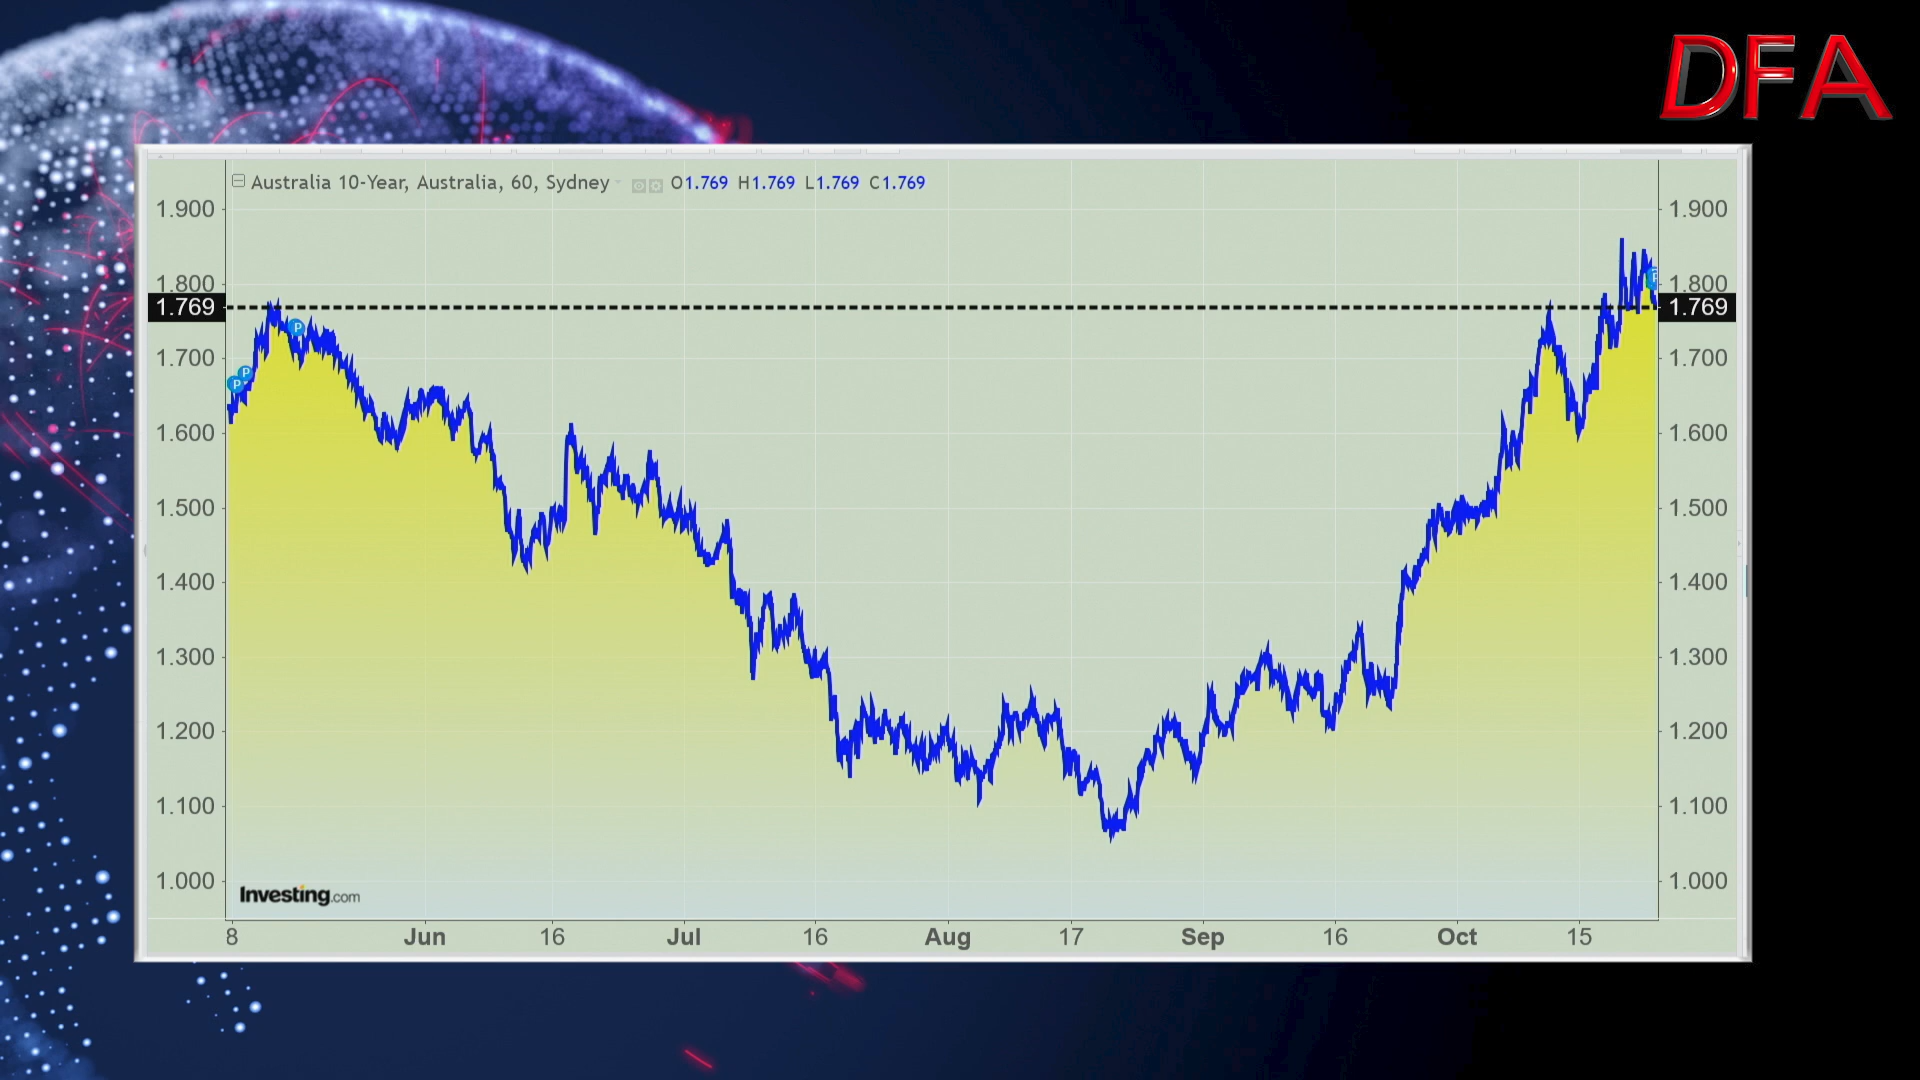 DFA
Australia 10-Year, Australia, 60, Sydney O1.769 H1.769 L1.769 C1.769
1.900 1.900
1.800 1.800
1.769 1.769
P
P
P
P
1.700 1.700
1.600 1.600
1.500 1.500
1.400 1.400
1.300 1.300
1.200 1.200
1.100 1.100
1.000 1.000
Investing.com
8 Jun 16 Jul 16 Aug 17 Sep 16 Oct 15